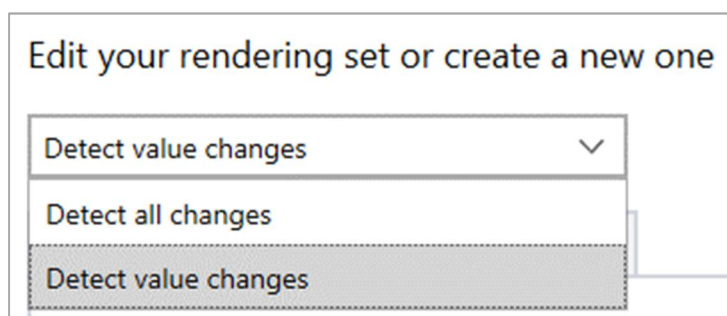 Edit your rendering set or create a new one
Detect value changes
Detect all changes
Detect value changes